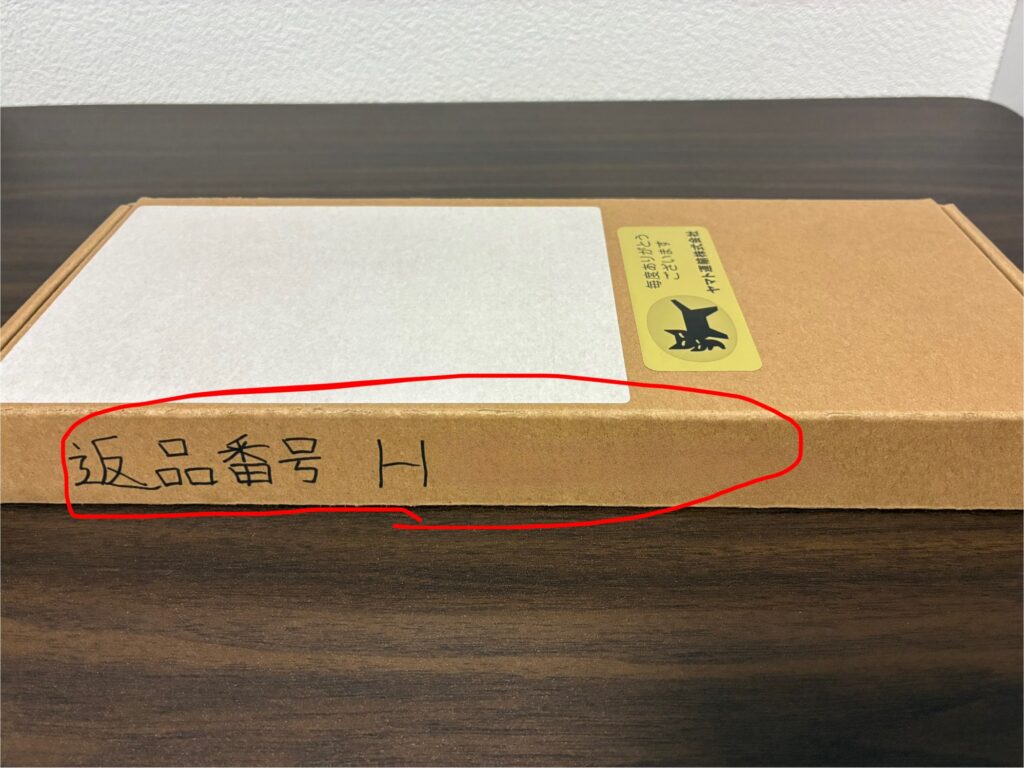 毎度ありがとう
ございます
ヤマト運輸株式会社
返品番号 H